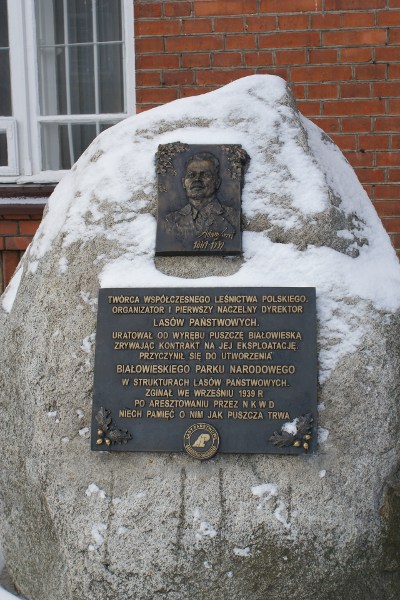 TWÓRCA WSPÓŁCZESNEGO LEŚNICTWA POLSKIEGO,
ORGANIZATOR I PIERWSZY NACZELNY DYREKTOR
LASÓW PAŃSTWOWYCH.
URATOWAŁ OD WYRĘBU PUSZCZĘ BIAŁOWIESKĄ
ZRYWAJĄC KONTRAKT NA JEJ EKSPLOATACJĘ
PRZYCZYNIŁ SIĘ DO UTWORZENIA
BIAŁOWIESKIEGO PARKU NARODOWEGO
W STRUKTURACH LASÓW PAŃSTWOWYCH.
ZGINĄŁ WE WRZEŚNIU 1939 R
PO ARESZTOWANIU PRZEZ N K W D
NIECH PAMIĘĆ O NIM JAK PUSZCZA TRWA